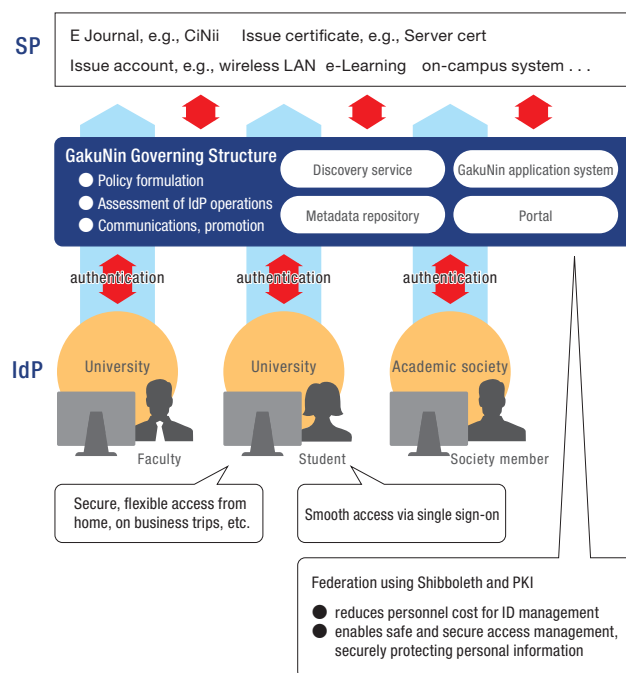 SP
E Journal, e.g., CiNii Issue certificate, e.g., Server cert
Issue account, e.g., wireless LAN e-Learning on-campus system . . .
GakuNin Governing Structure
Policy formulation
Assessment of IdP operations
Communications, promotion
Discovery service
GakuNin application system
Metadata repository
Portal
authentication
authentication
authentication
IdP
University
University
Academic society
Faculty
Student
Society member
Secure, flexible access from
home, on business trips, etc.
Smooth access via single sign-on
Federation using Shibboleth and PKI
reduces personnel cost for ID management
enables safe and secure access management,
securely protecting personal information